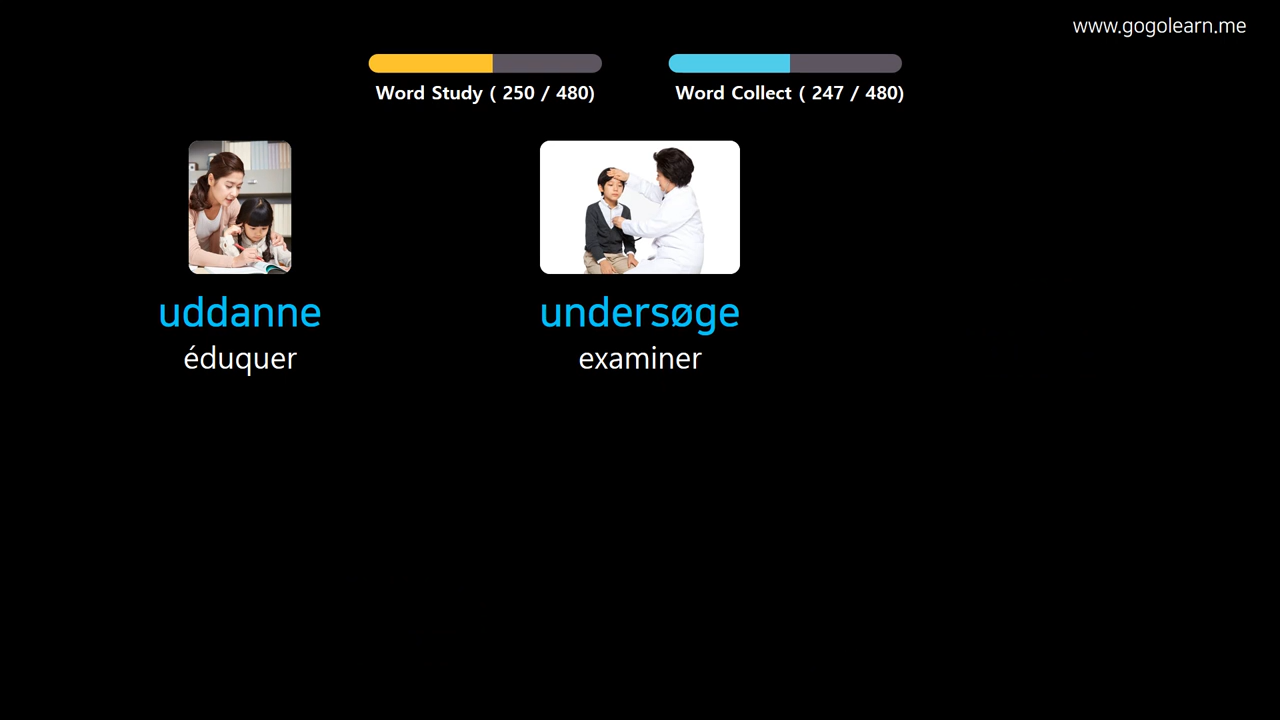 www.gogolearn.me
Word Study ( 250 / 480)
Word Collect ( 247 / 480)
uddanne
éduquer
undersøge
examiner